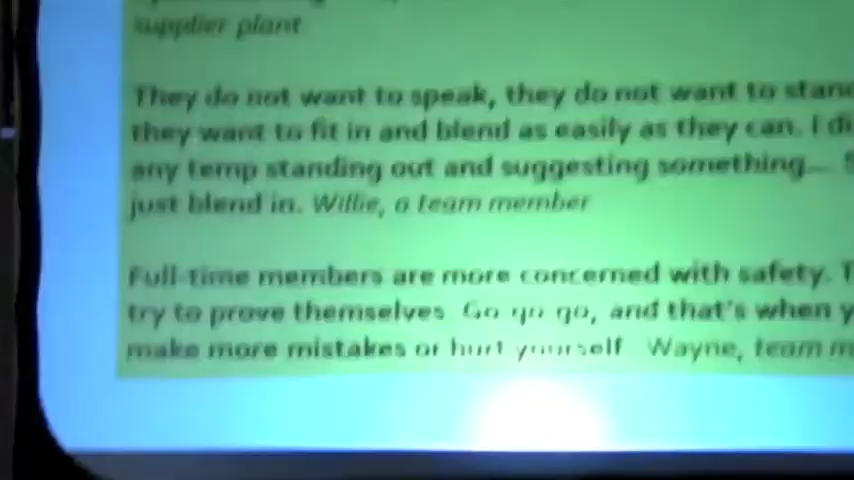 supplier plant
They do not want to speak, they do not want to stand
they want to fit in and blend as easily as they can. I di
any temp standing out and suggesting something... S
just blend in. Willie, a team member
Full-time members are more concerned with safety. T
try to prove themselves. Go go go, and that's when y
make more mistakes or hurt yourself. Wayne, team m